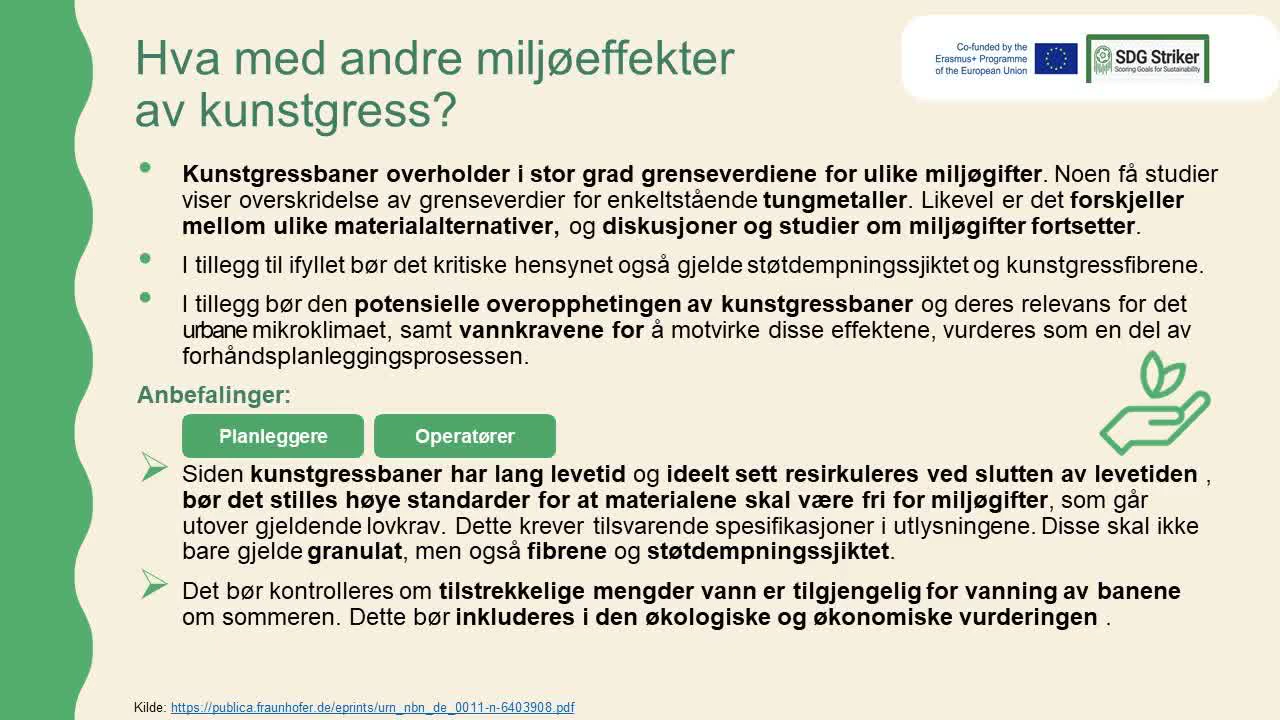 Hva med andre miljøeffekter
av kunstgress?
Co-funded by the
Erasmus+ Programme
of the European Union
SDG Striker
Scoring Goals for Sustainability
• Kunstgressbaner overholder i stor grad grenseverdiene for ulike miljøgifter. Noen få studier
viser overskridelse av grenseverdier for enkeltstående tungmetaller. Likevel er det forskjeller
mellom ulike materialalternativer, og diskusjoner og studier om miljøgifter fortsetter.
• I tillegg til ifyllet bør det kritiske hensynet også gjelde støtdempningssjiktet og kunstgressfibrene.
• I tillegg bør den potensielle overopphetingen av kunstgressbaner og deres relevans for det
urbane mikroklimaet, samt vannkravene for å motvirke disse effektene, vurderes som en del av
forhåndsplanleggingsprosessen.
Anbefalinger:
Planleggere
Operatører
Siden kunstgressbaner har lang levetid og ideelt sett resirkuleres ved slutten av levetiden ,
bør det stilles høye standarder for at materialene skal være fri for miljøgifter, som går
utover gjeldende lovkrav. Dette krever tilsvarende spesifikasjoner i utlysningene. Disse skal ikke
bare gjelde granulat, men også fibrene og støtdempningssjiktet.
Det bør kontrolleres om tilstrekkelige mengder vann er tilgjengelig for vanning av banene
om sommeren. Dette bør inkluderes i den økologiske og økonomiske vurderingen .
Kilde: https://publica.fraunhofer.de/eprints/urn_nbn_de_0011-n-6403908.pdf